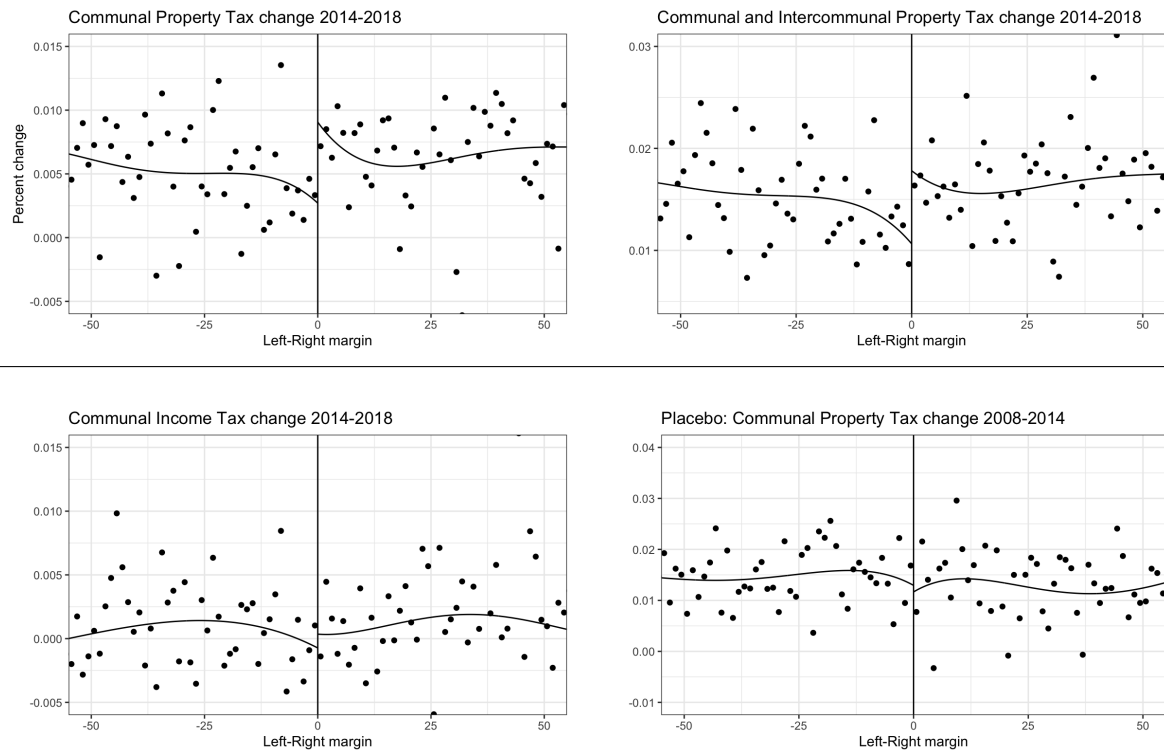 Communal Property Tax change 2014-2018
0.015
0.010
0.005
0.000
-0.005
Percent change
-50 -25 0 25 50
Left-Right margin
Communal and Intercommunal Property Tax change 2014-2018
0.03
0.02
0.01
-50 -25 0 25 50
Left-Right margin
Communal Income Tax change 2014-2018
0.015
0.010
0.005
0.000
-0.005
-50 -25 0 25 50
Left-Right margin
Placebo: Communal Property Tax change 2008-2014
0.04
0.03
0.02
0.01
0.00
-0.01
-50 -25 0 25 50
Left-Right margin